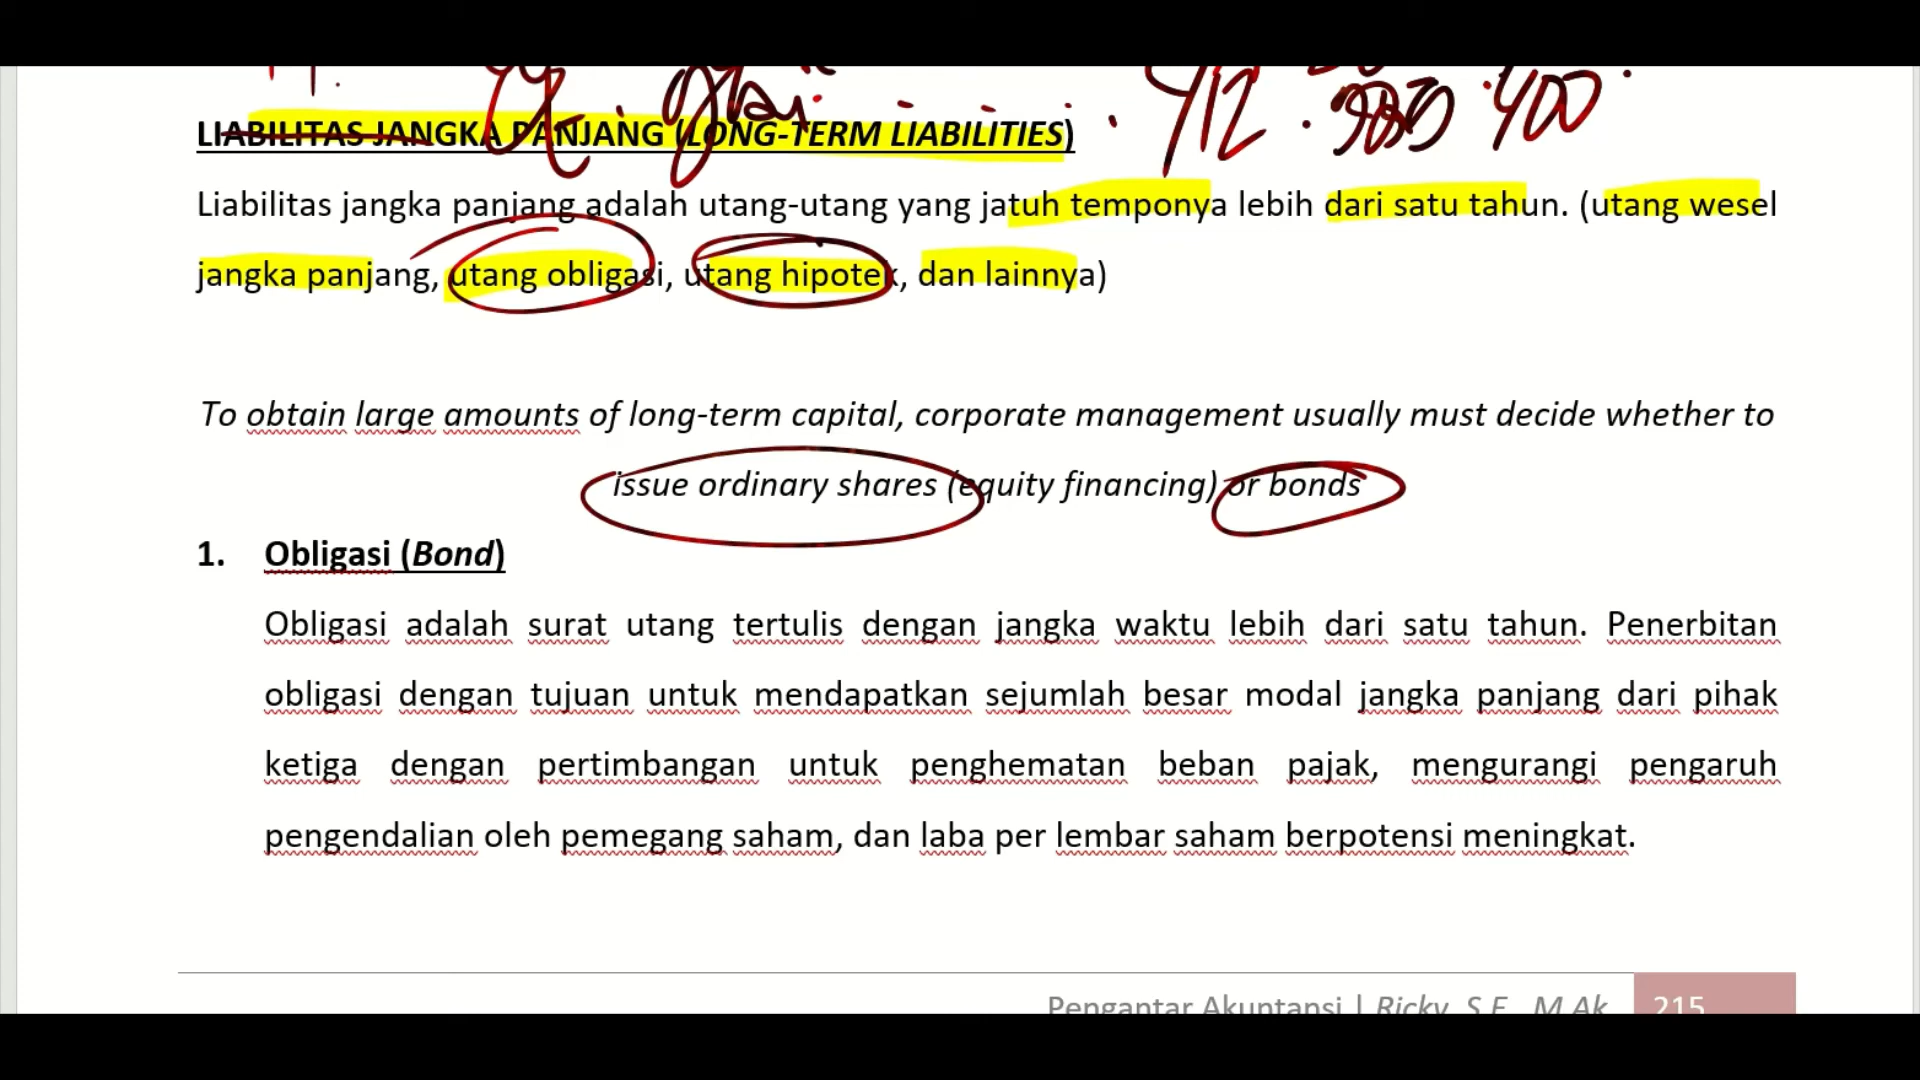 LIABILITAS JANGKA PANJANG (LONG-TERM LIABILITIES)
412 . 400
Liabilitas jangka panjang adalah utang-utang yang jatuh temponya lebih dari satu tahun. (utang wesel
jangka panjang, utang obligasi, utang hipotek, dan lainnya)
To obtain large amounts of long-term capital, corporate management usually must decide whether to
issue ordinary shares (equity financing) or bonds
1. Obligasi (Bond)
Obligasi adalah surat utang tertulis dengan jangka waktu lebih dari satu tahun. Penerbitan
obligasi dengan tujuan untuk mendapatkan sejumlah besar modal jangka panjang dari pihak
ketiga dengan pertimbangan untuk penghematan beban pajak, mengurangi pengaruh
pengendalian oleh pemegang saham, dan laba per lembar saham berpotensi meningkat.
Pengantar Akuntansi | Ricky, S.E., M.Ak 215